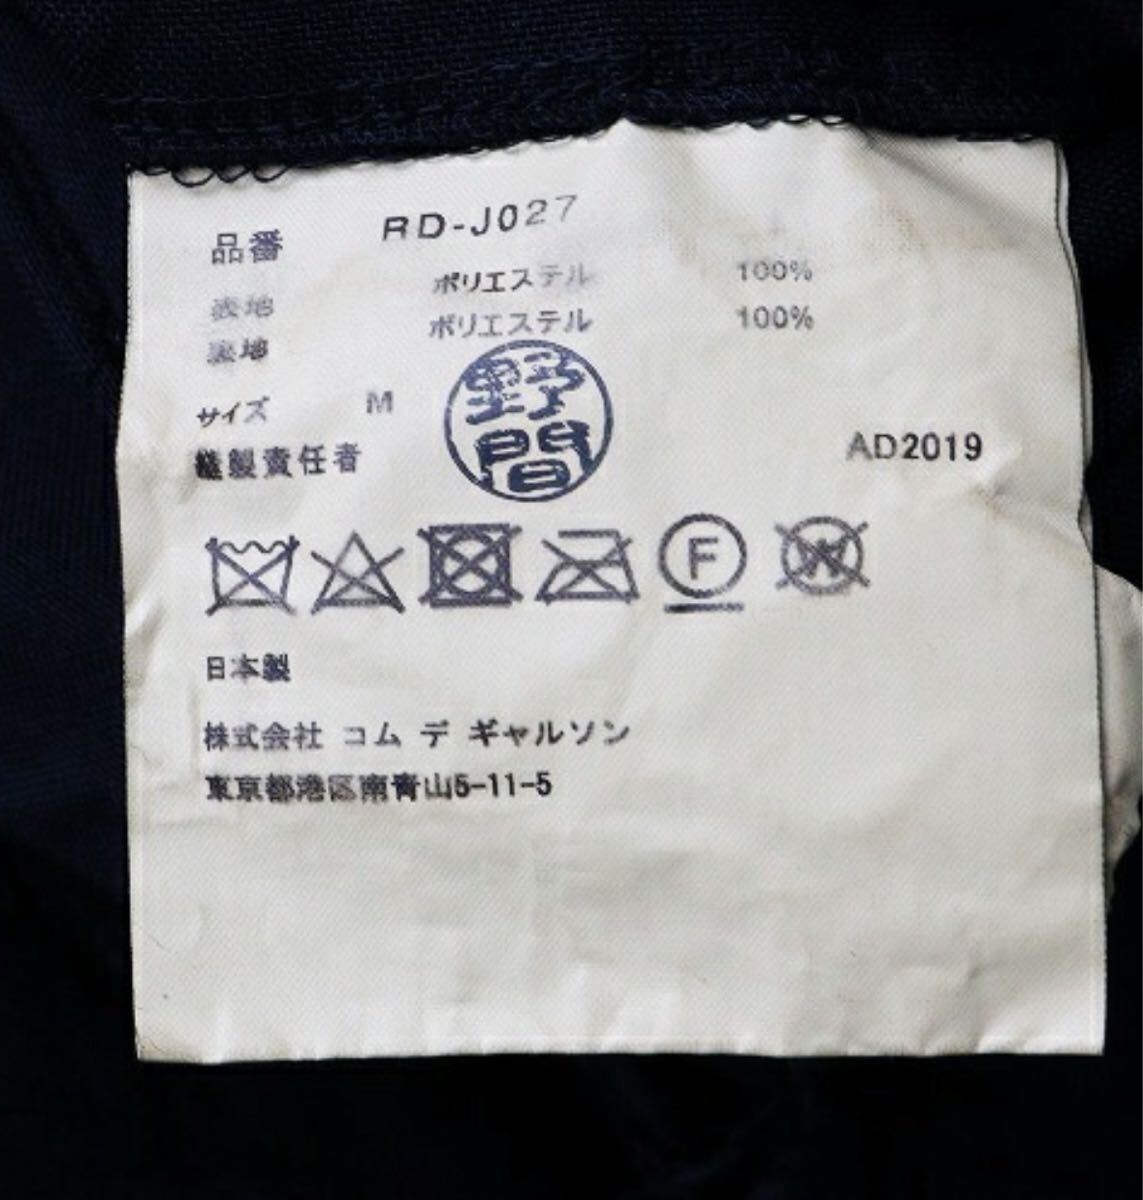 品番 RD-J027
表地 ポリエステル 100%
裏地 ポリエステル 100%
サイズ M
野間
縫製責任者
AD2019
F W
日本製
株式会社 コム デ ギャルソン
東京都港区南青山5-11-5